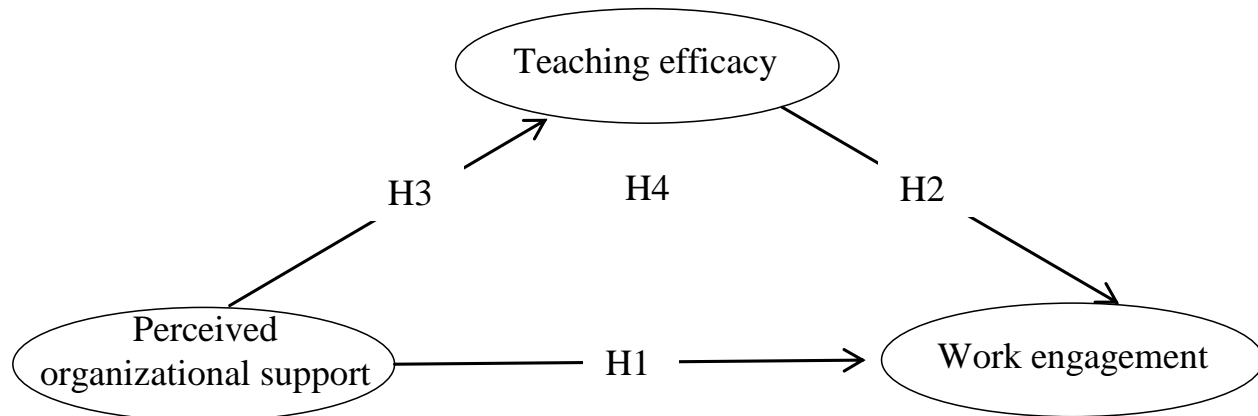 Teaching efficacy
H3
H4
H2
Perceived
organizational support
H1
Work engagement